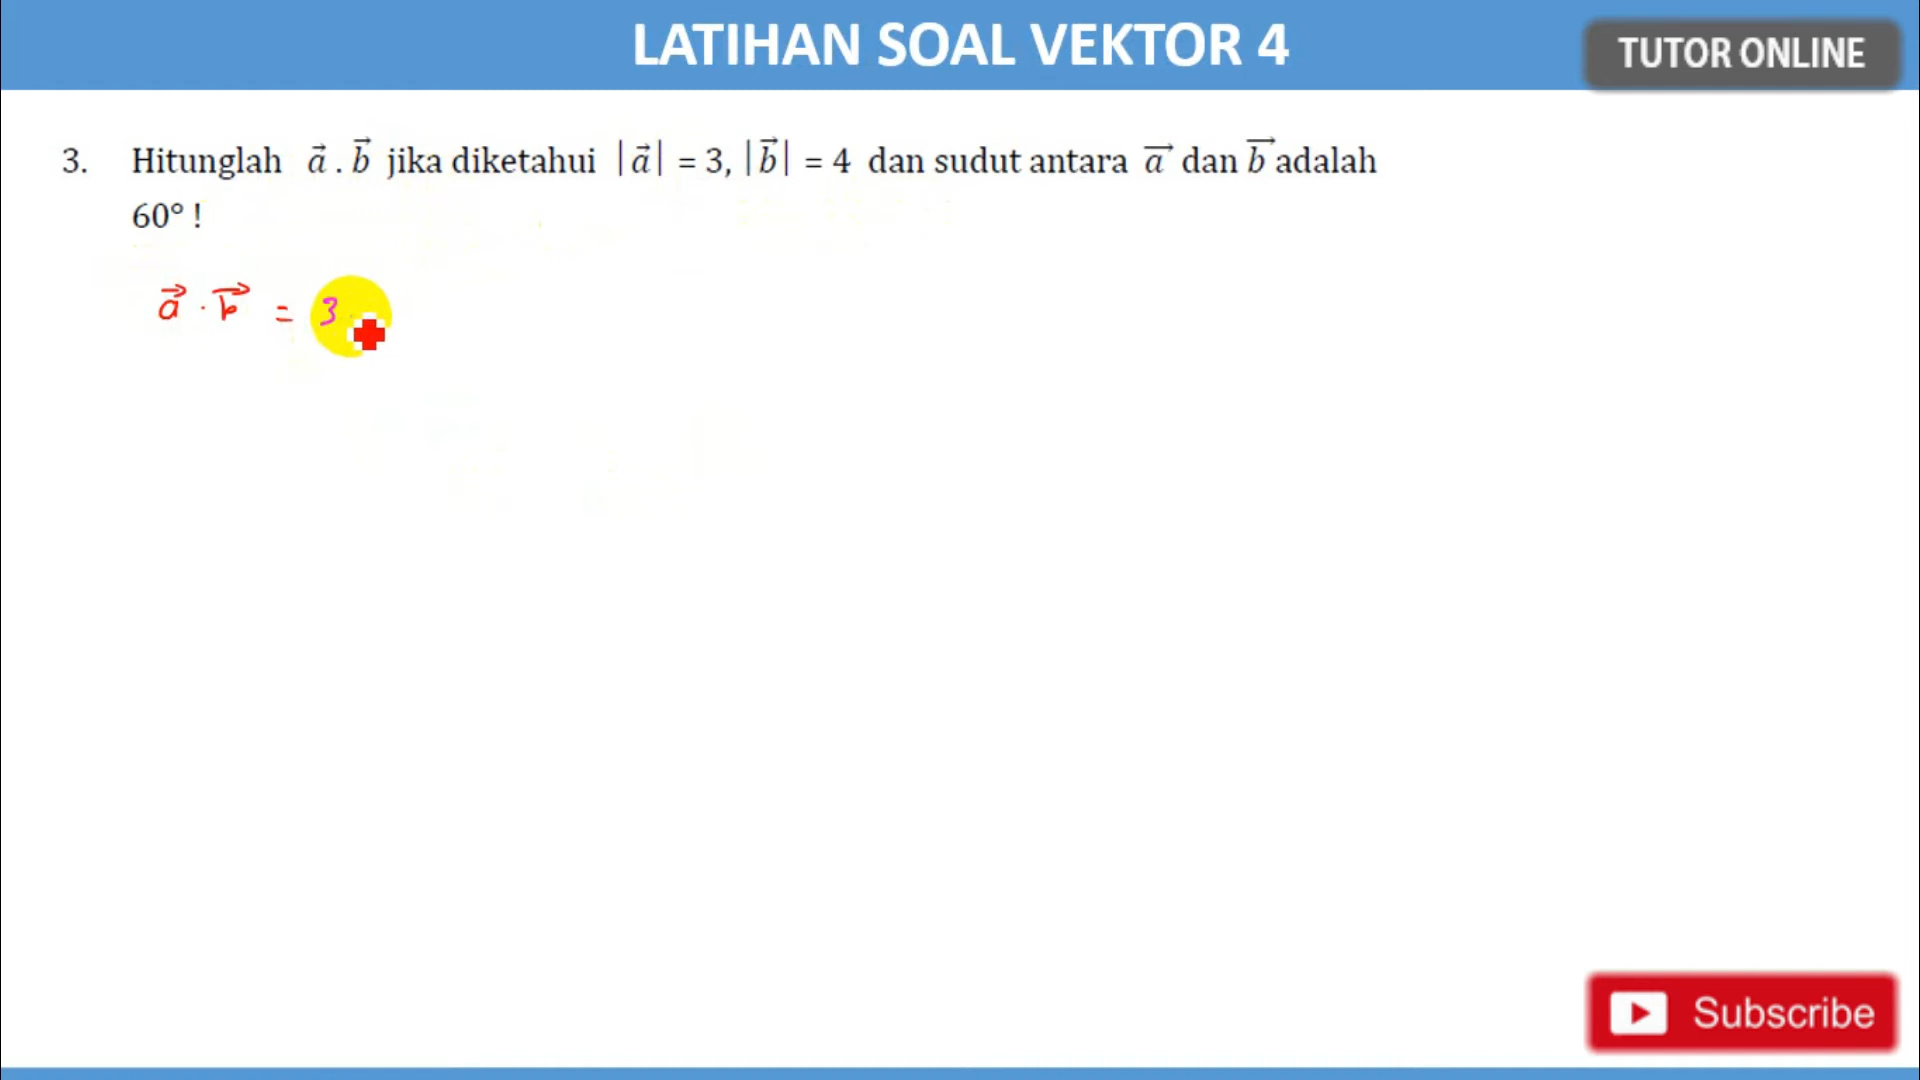 LATIHAN SOAL VEKTOR 4
TUTOR ONLINE
3. Hitunglah a⃗ . b⃗ jika diketahui |a⃗| = 3, |b⃗| = 4 dan sudut antara a⃗ dan b⃗ adalah
60° !
a⃗ · b⃗ = 3
Subscribe